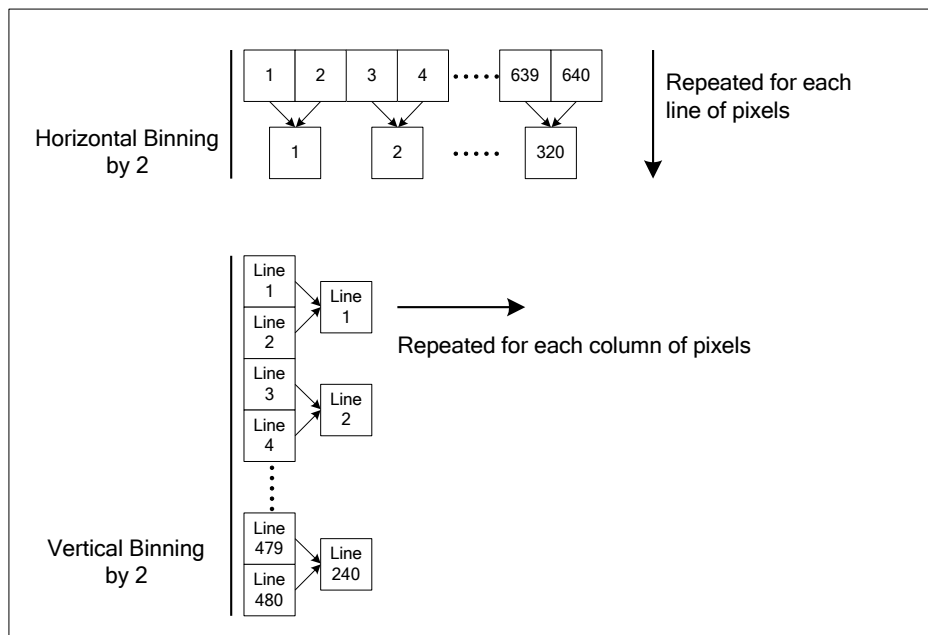 1 2 3 4 ..... 639 640
Repeated for each
line of pixels
Horizontal Binning
by 2
1 2 ..... 320
Line
1
Line
2
Line
1
Repeated for each column of pixels
Line
3
Line
4
Line
2
Vertical Binning
by 2
Line
479
Line
480
Line
240